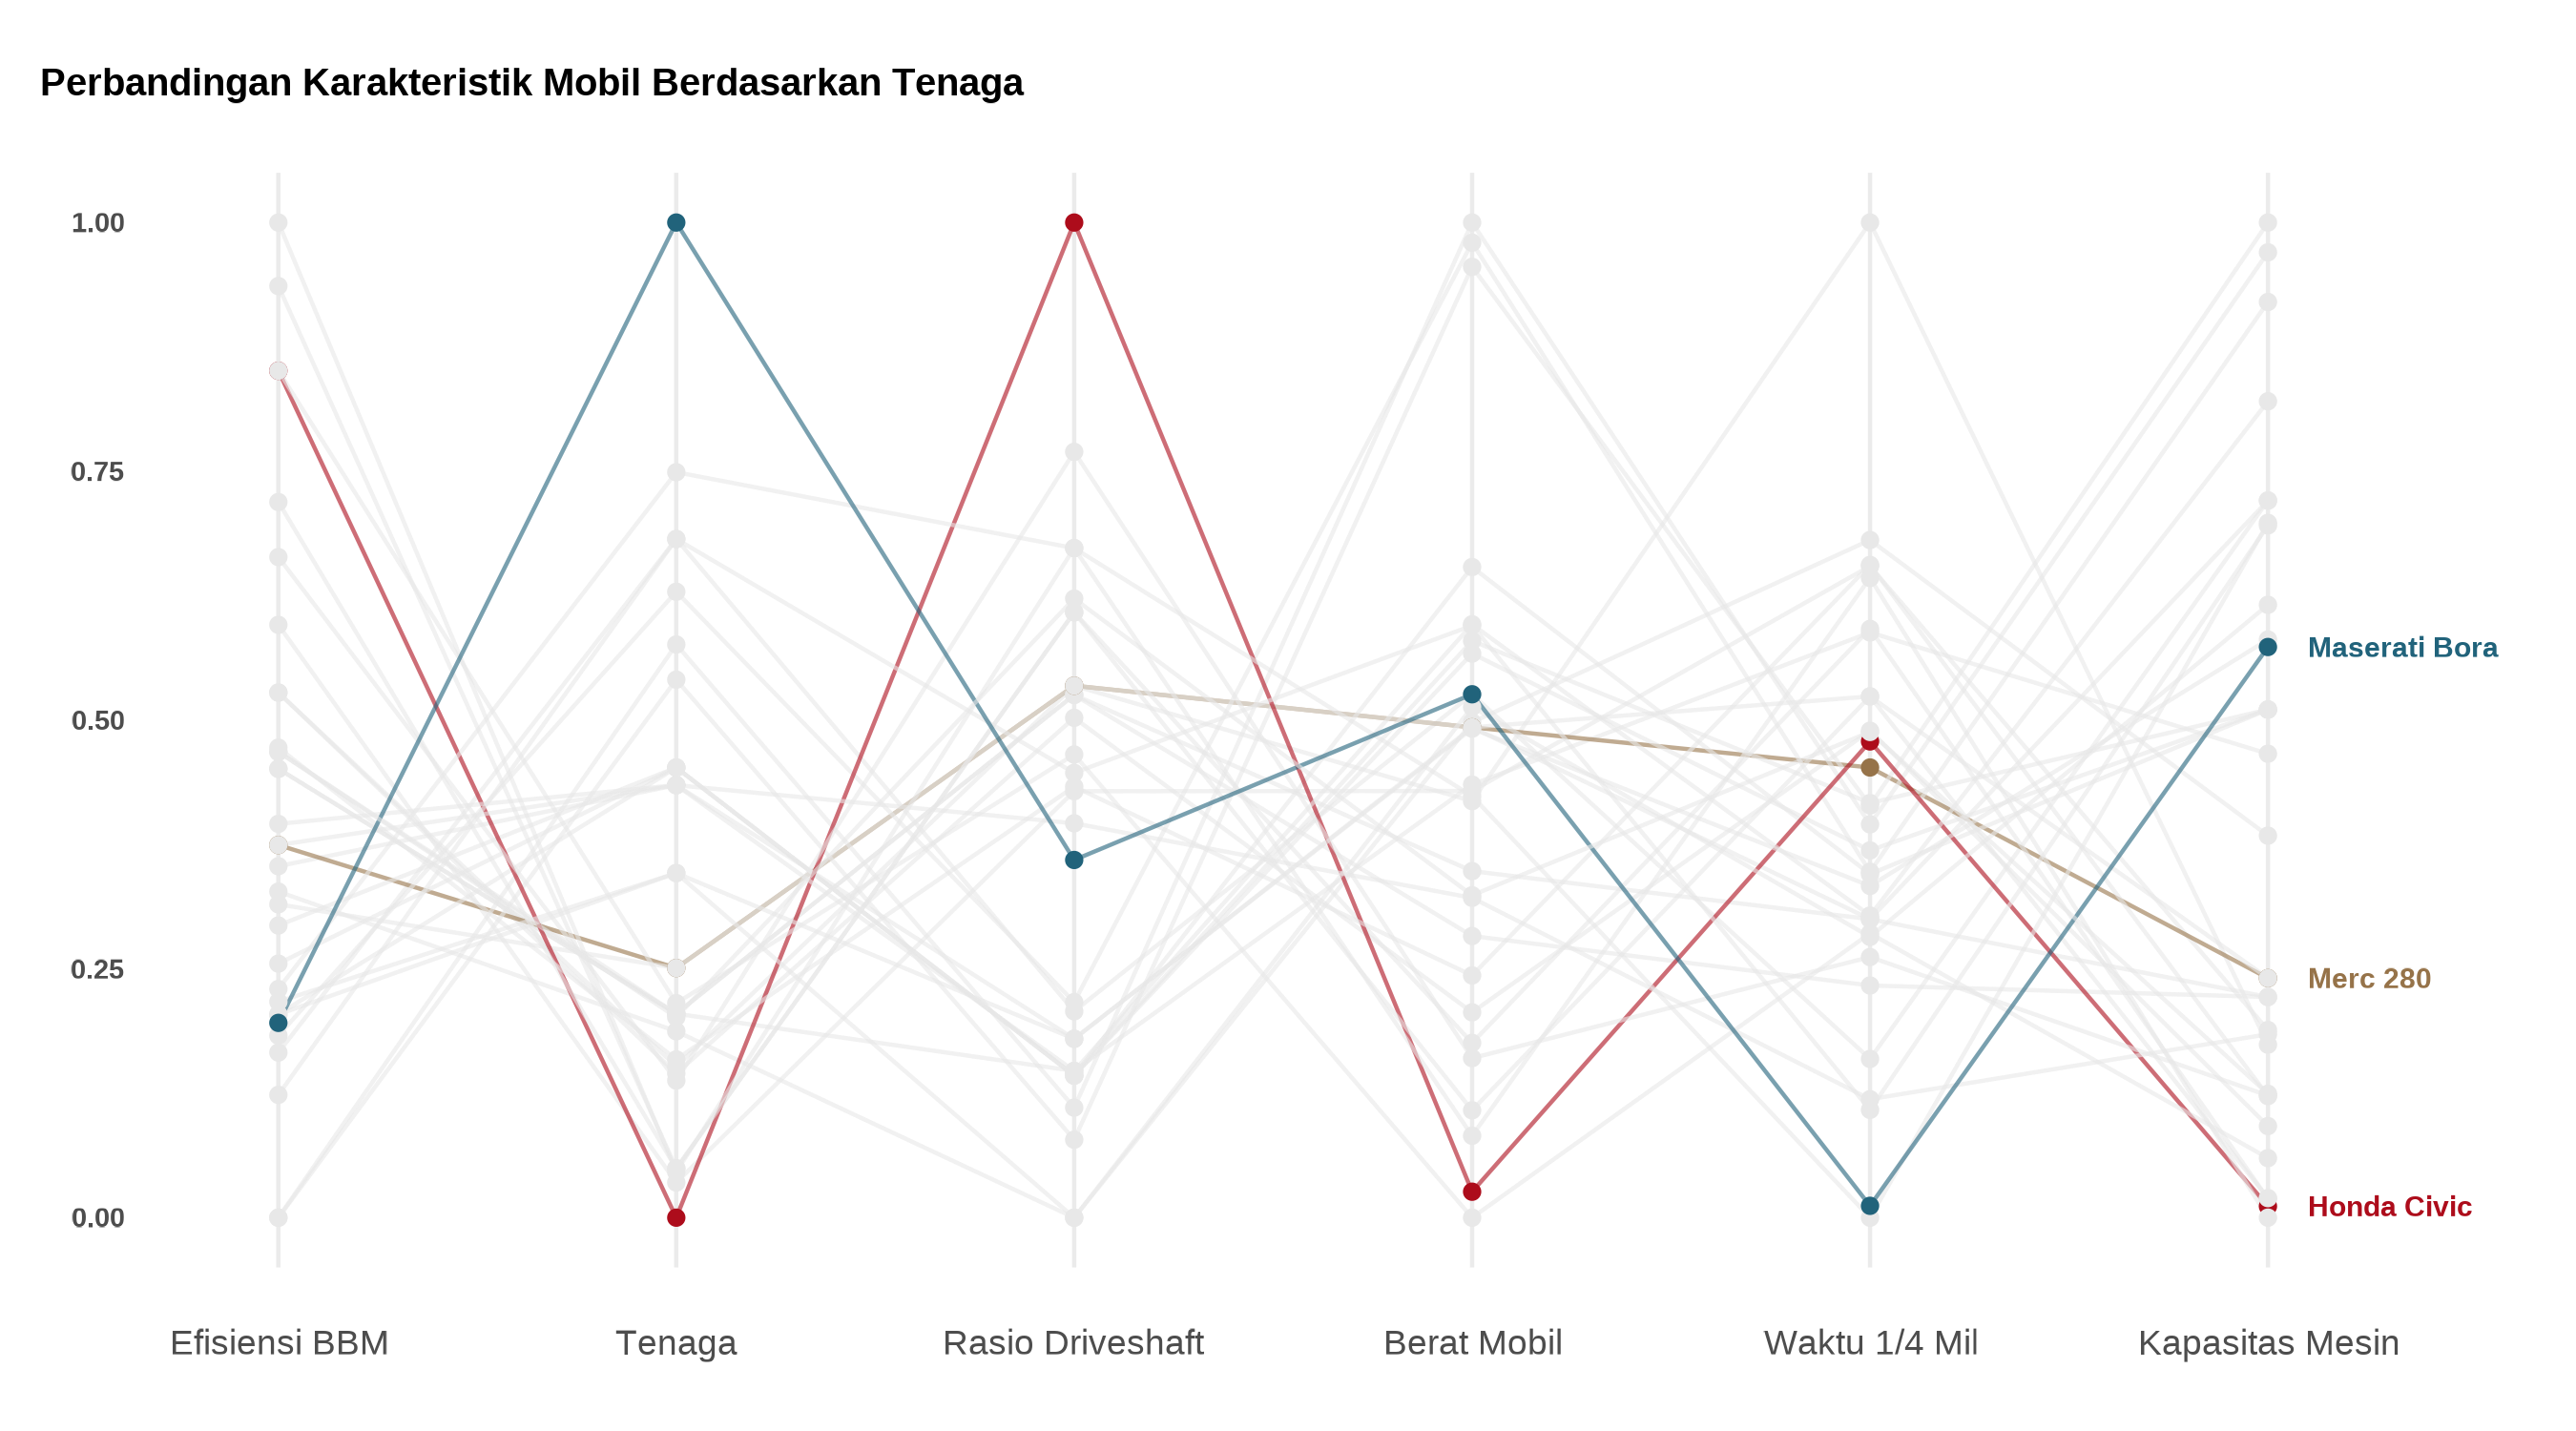 Perbandingan Karakteristik Mobil Berdasarkan Tenaga
1.00
0.75
0.50
0.25
0.00
Maserati Bora
Merc 280
Honda Civic
Efisiensi BBM
Tenaga
Rasio Driveshaft
Berat Mobil
Waktu 1/4 Mil
Kapasitas Mesin